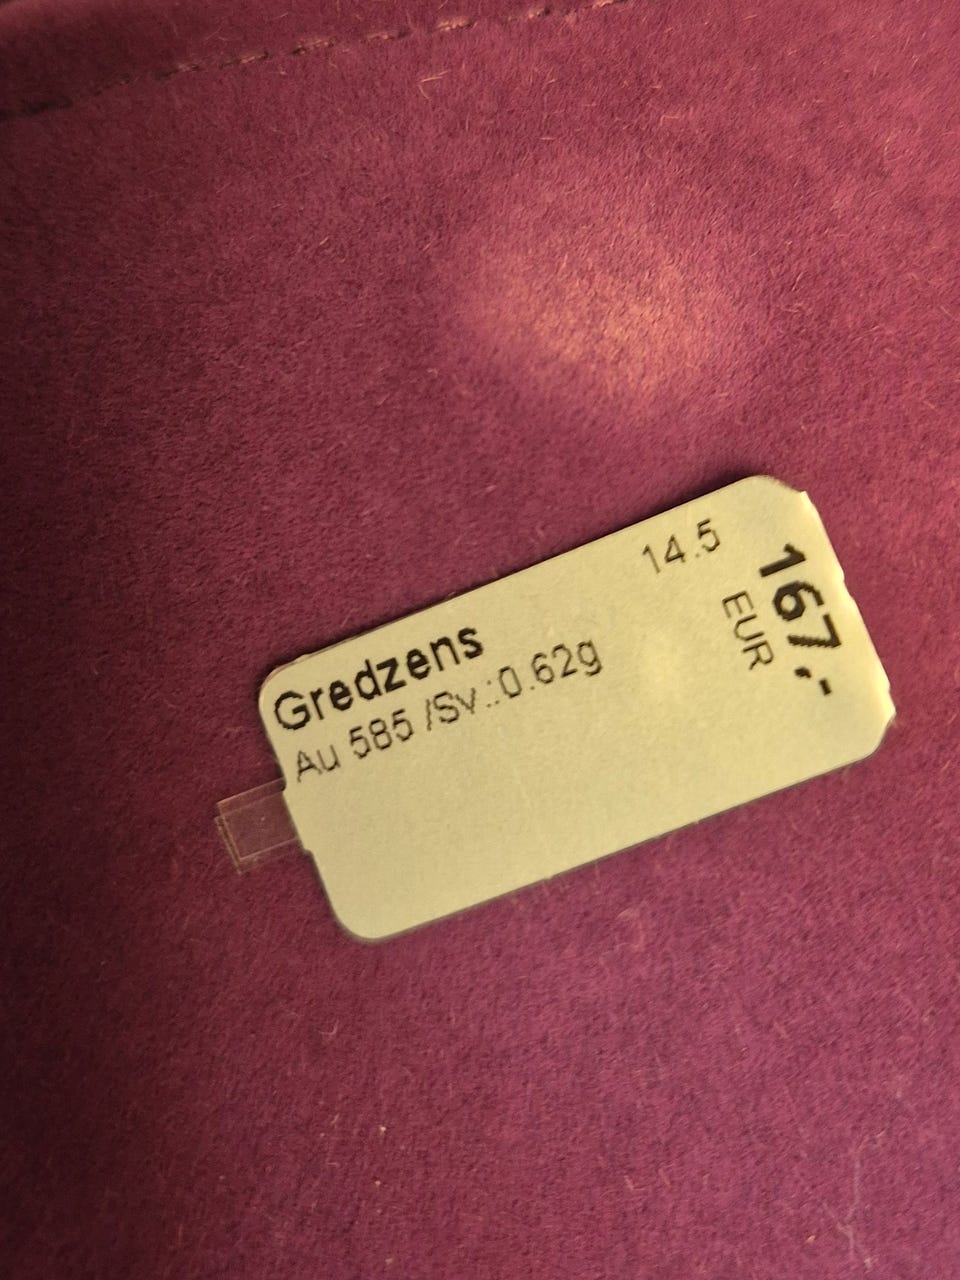 Gredzens
Au 585 /Sv.:0.62g
14.5
167,-
EUR